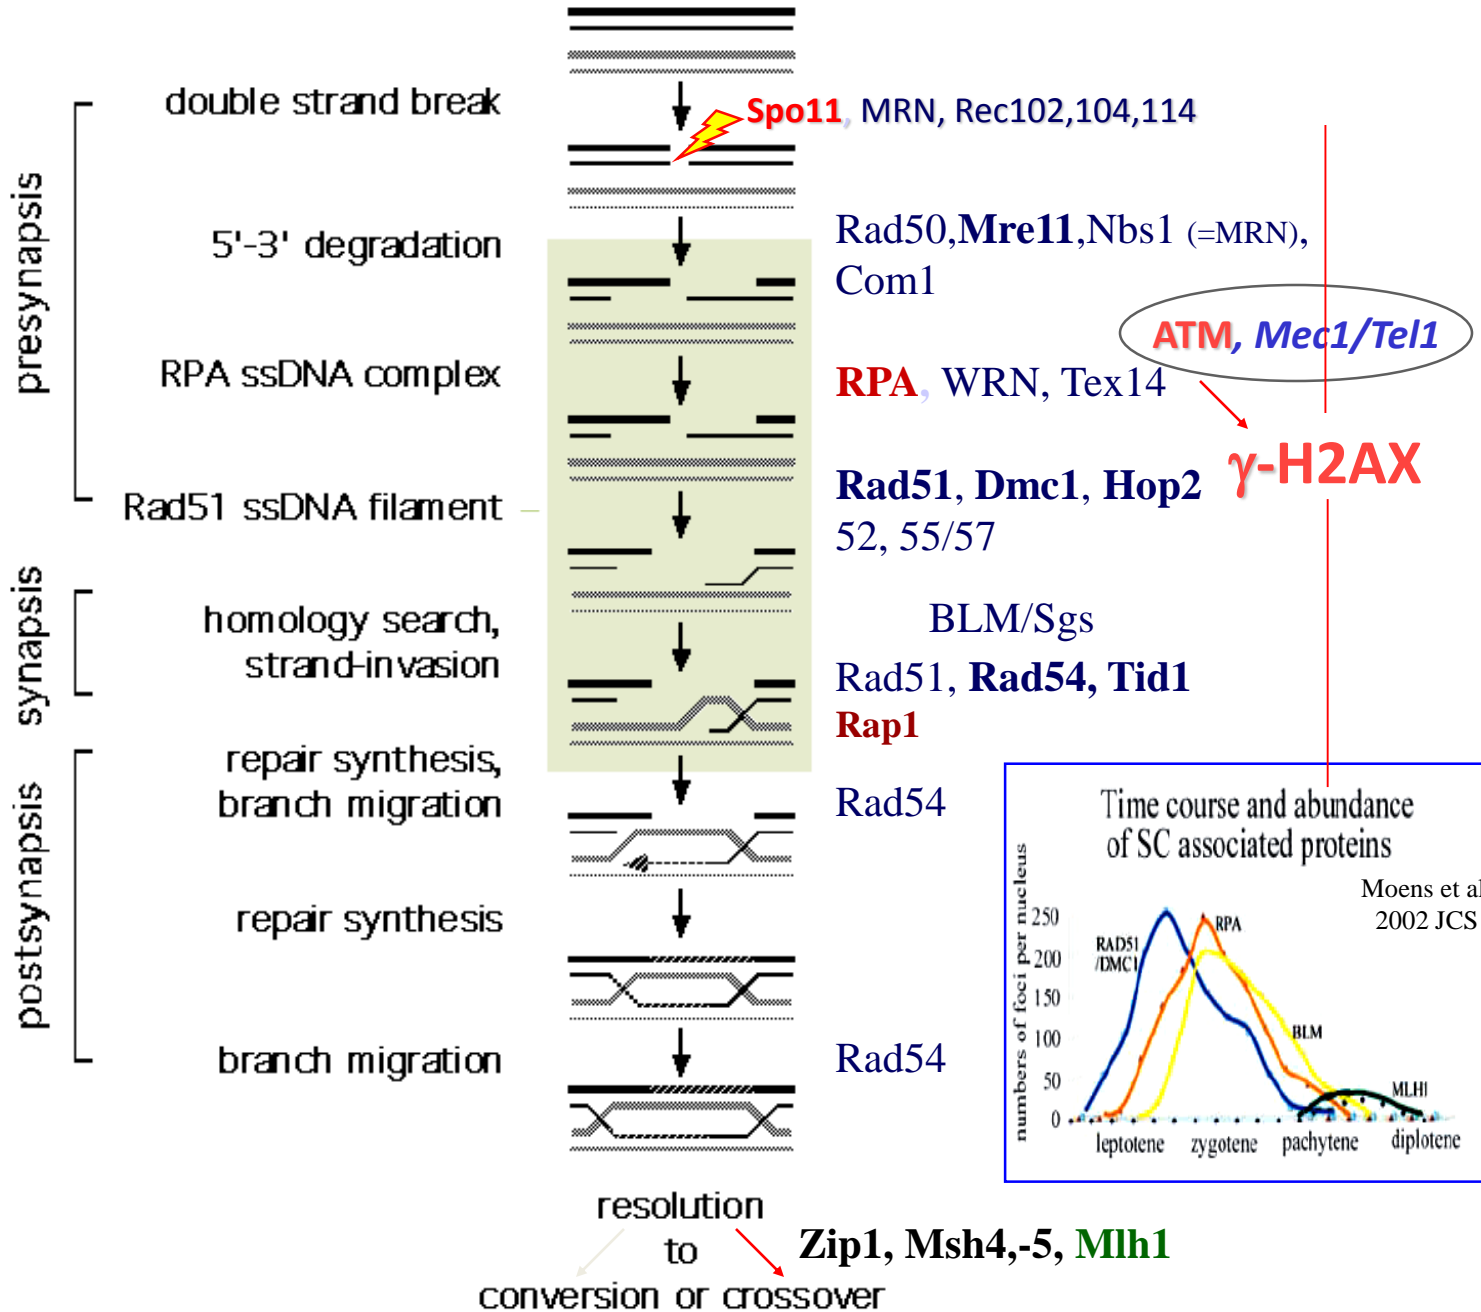 double strand break
Spo11, MRN, Rec102,104,114
presynapsis
5'-3' degradation
Rad50,Mre11,Nbs1 (=MRN),
Com1
ATM, Mec1/Tel1
RPA ssDNA complex
RPA, WRN, Tex14
γ-H2AX
Rad51 ssDNA filament
Rad51, Dmc1, Hop2
52, 55/57
synapsis
homology search,
strand-invasion
BLM/Sgs
Rad51, Rad54, Tid1
Rap1
postsynapsis
repair synthesis,
branch migration
Rad54
repair synthesis
branch migration
Rad54
Time course and abundance
of SC associated proteins
Moens et al
2002 JCS
numbers of foci per nucleus
250
200
150
100
50
0
RAD51
/DMC1
RPA
BLM
MLH1
leptotene zygotene pachytene diplotene
resolution
to
conversion or crossover
Zip1, Msh4,-5, Mlh1